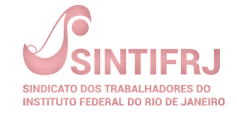 SINTIFRJ
SINDICATO DOS TRABALHADORES DO
INSTITUTO FEDERAL DO RIO DE JANEIRO